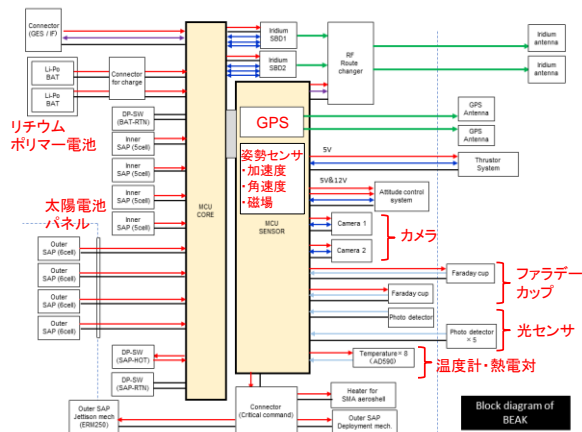 Connector
(GES / IF)
Li-Po
BAT
Li-Po
BAT
Connector
for charge
リチウム
ポリマー電池
DP-SW
(BAT-RTN)
Inner
SAP (5cell)
Inner
SAP (5cell)
Inner
SAP (5cell)
Inner
SAP (5cell)
太陽電池
パネル
Outer
SAP (6cell)
Outer
SAP (6cell)
Outer
SAP (6cell)
Outer
SAP (6cell)
DP-SW
(SAP-HOT)
DP-SW
(SAP-RTN)
Outer SAP
Jettison mech
(ERM250)
MCU
CORE
Iridium
SBD1
Iridium
SBD2
RF
Route
changer
Iridium
antenna
Iridium
antenna
GPS
GPS
Antenna
GPS
Antenna
姿勢センサ
・加速度
・角速度
・磁場
MCU
SENSOR
5V
Thrustor
System
5V&12V
Attitude control
system
Camera 1
Camera 2
カメラ
Faraday cup
Faraday cup
ファラデー
カップ
Photo detector
Photo detector
× 5
光センサ
Temperature× 8
(AD590)
温度計・熱電対
Connector
(Critical command)
Heater for
SMA aeroshell
Outer SAP
Deployment mech.
Block diagram of
BEAK